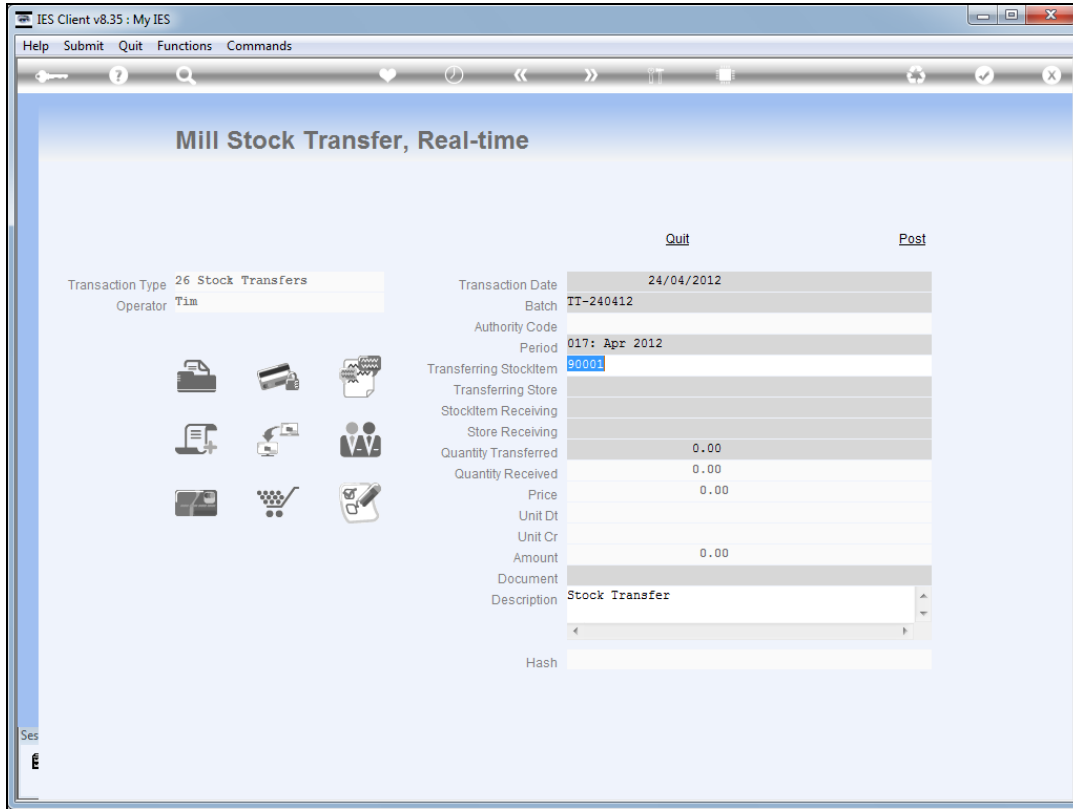 IES Client v8.35 : My IES
Help Submit Quit Functions Commands
Mill Stock Transfer, Real-time
Quit Post
Transaction Type 26 Stock Transfers
Operator Tim
Transaction Date 24/04/2012
Batch TT-240412
Authority Code
Period 017: Apr 2012
Transferring StockItem 90001
Transferring Store
StockItem Receiving
Store Receiving
Quantity Transferred 0.00
Quantity Received 0.00
Price 0.00
Unit Dt
Unit Cr
Amount 0.00
Document
Description Stock Transfer
Hash
Ses